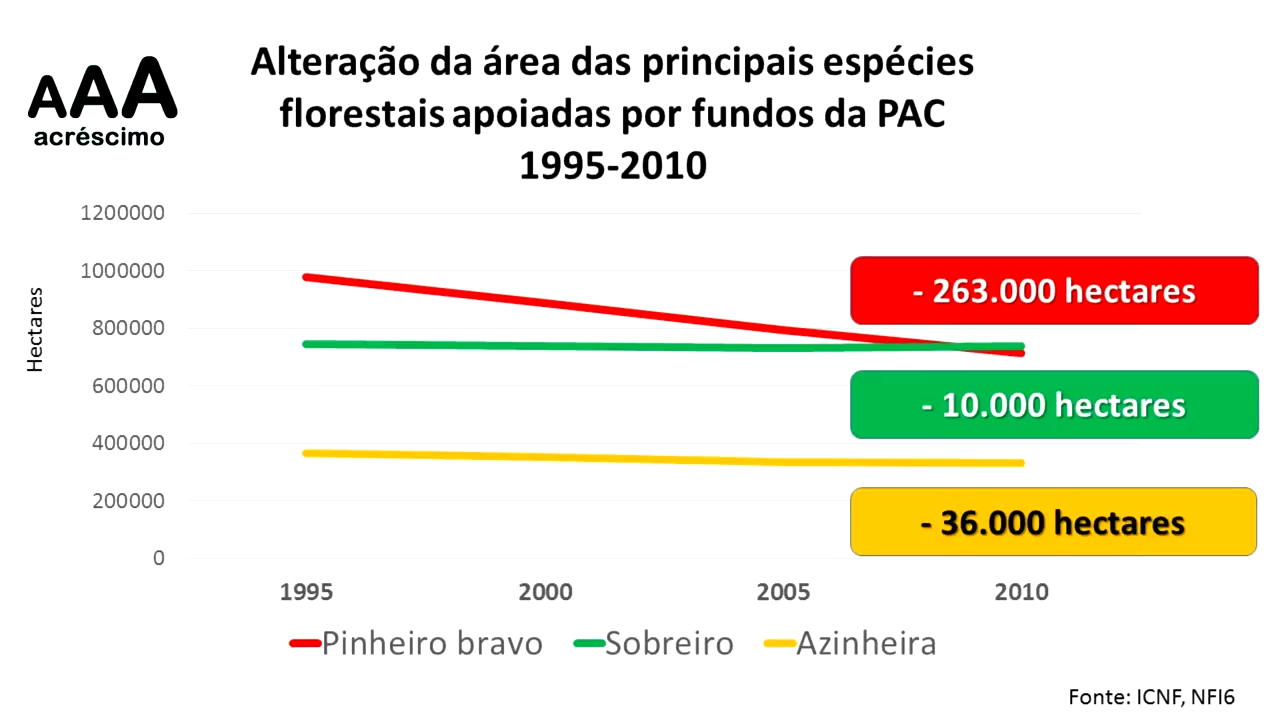 AAA
acréscimo
Alteração da área das principais espécies
florestais apoiadas por fundos da PAC
1995-2010
Hectares
1200000
1000000
800000
600000
400000
200000
0
- 263.000 hectares
- 10.000 hectares
- 36.000 hectares
1995 2000 2005 2010
Pinheiro bravo Sobreiro Azinheira
Fonte: ICNF, NFI6